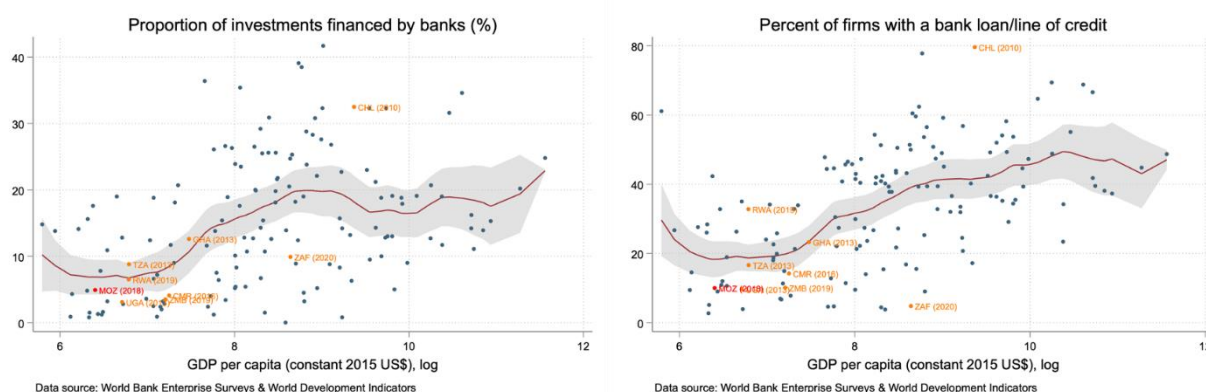 Proportion of investments financed by banks (%)
40
30
20
10
0
CHL (2010)
GHA (2013)
ZAF (2020)
TZA (2013)
RWA (2019)
MOZ (2018)
6
8
10
12
GDP per capita (constant 2015 US$), log
Data source: World Bank Enterprise Surveys & World Development Indicators
Percent of firms with a bank loan/line of credit
80
60
40
20
0
CHL (2010)
RWA (2019)
GHA (2013)
TZA (2013)
CMR (2016)
ZMB (2019)
ZAF (2020)
6
8
10
12
GDP per capita (constant 2015 US$), log
Data source: World Bank Enterprise Surveys & World Development Indicators